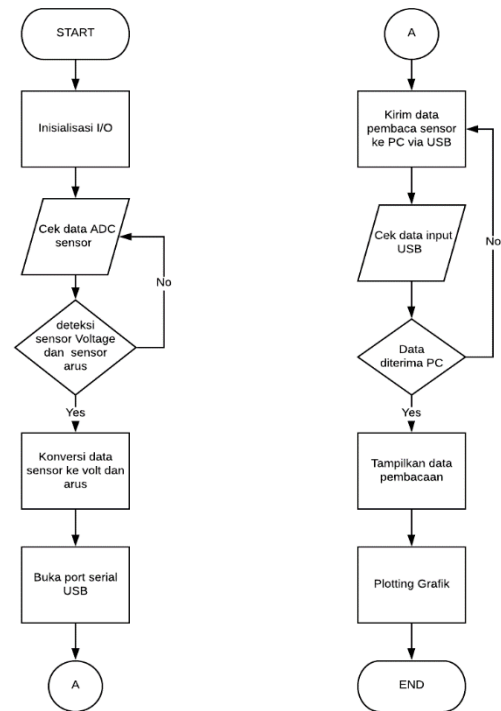 START
Inisialisasi I/O
Cek data ADC
sensor
No
deteksi
sensor Voltage
dan sensor
arus
Yes
Konversi data
sensor ke volt dan
arus
Buka port serial
USB
A
A
Kirim data
pembaca sensor
ke PC via USB
Cek data input
USB
No
Data
diterima PC
Yes
Tampilkan data
pembacaan
Plotting Grafik
END